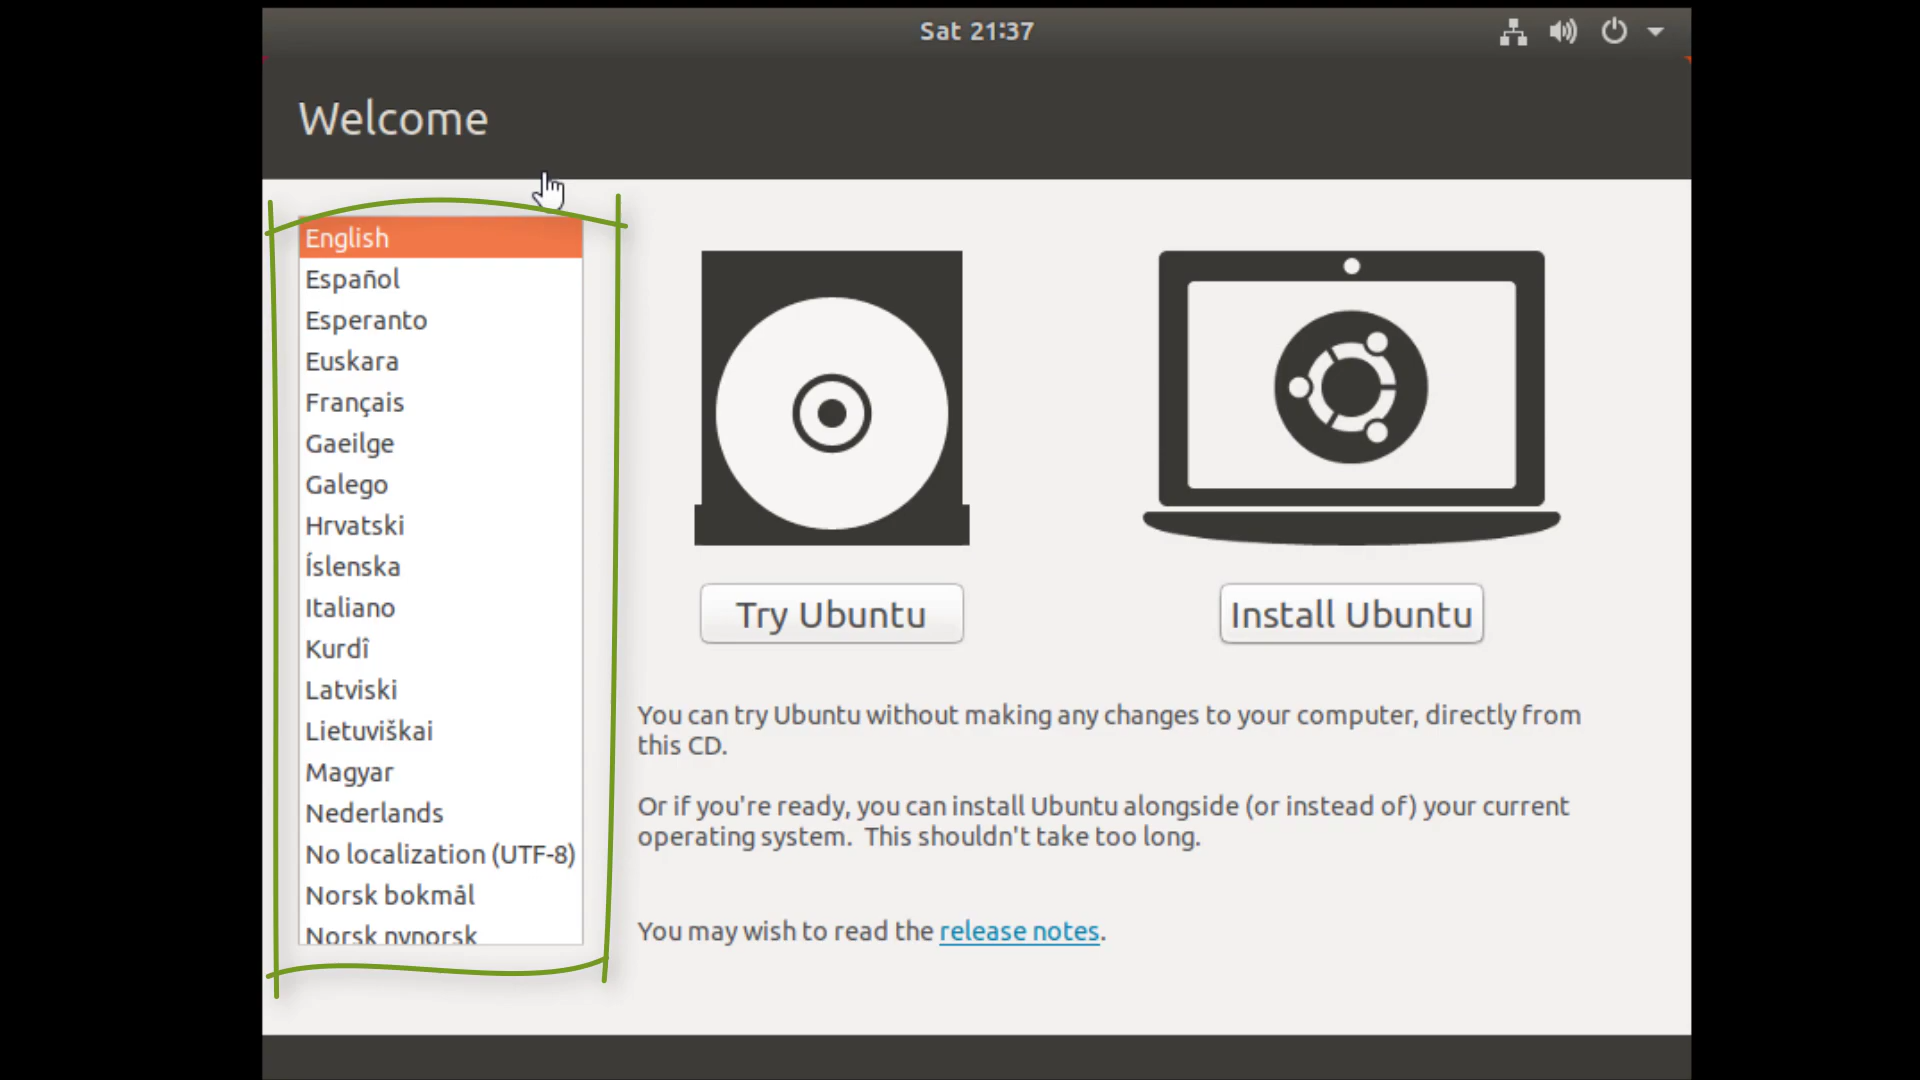 Sat 21:37
Welcome
English
Español
Esperanto
Euskara
Français
Gaeilge
Galego
Hrvatski
Íslenska
Italiano
Kurdî
Latviski
Lietuviškai
Magyar
Nederlands
No localization (UTF-8)
Norsk bokmål
Norsk nynorsk
Try Ubuntu
Install Ubuntu
You can try Ubuntu without making any changes to your computer, directly from
this CD.
Or if you're ready, you can install Ubuntu alongside (or instead of) your current
operating system.  This shouldn't take too long.
You may wish to read the release notes.